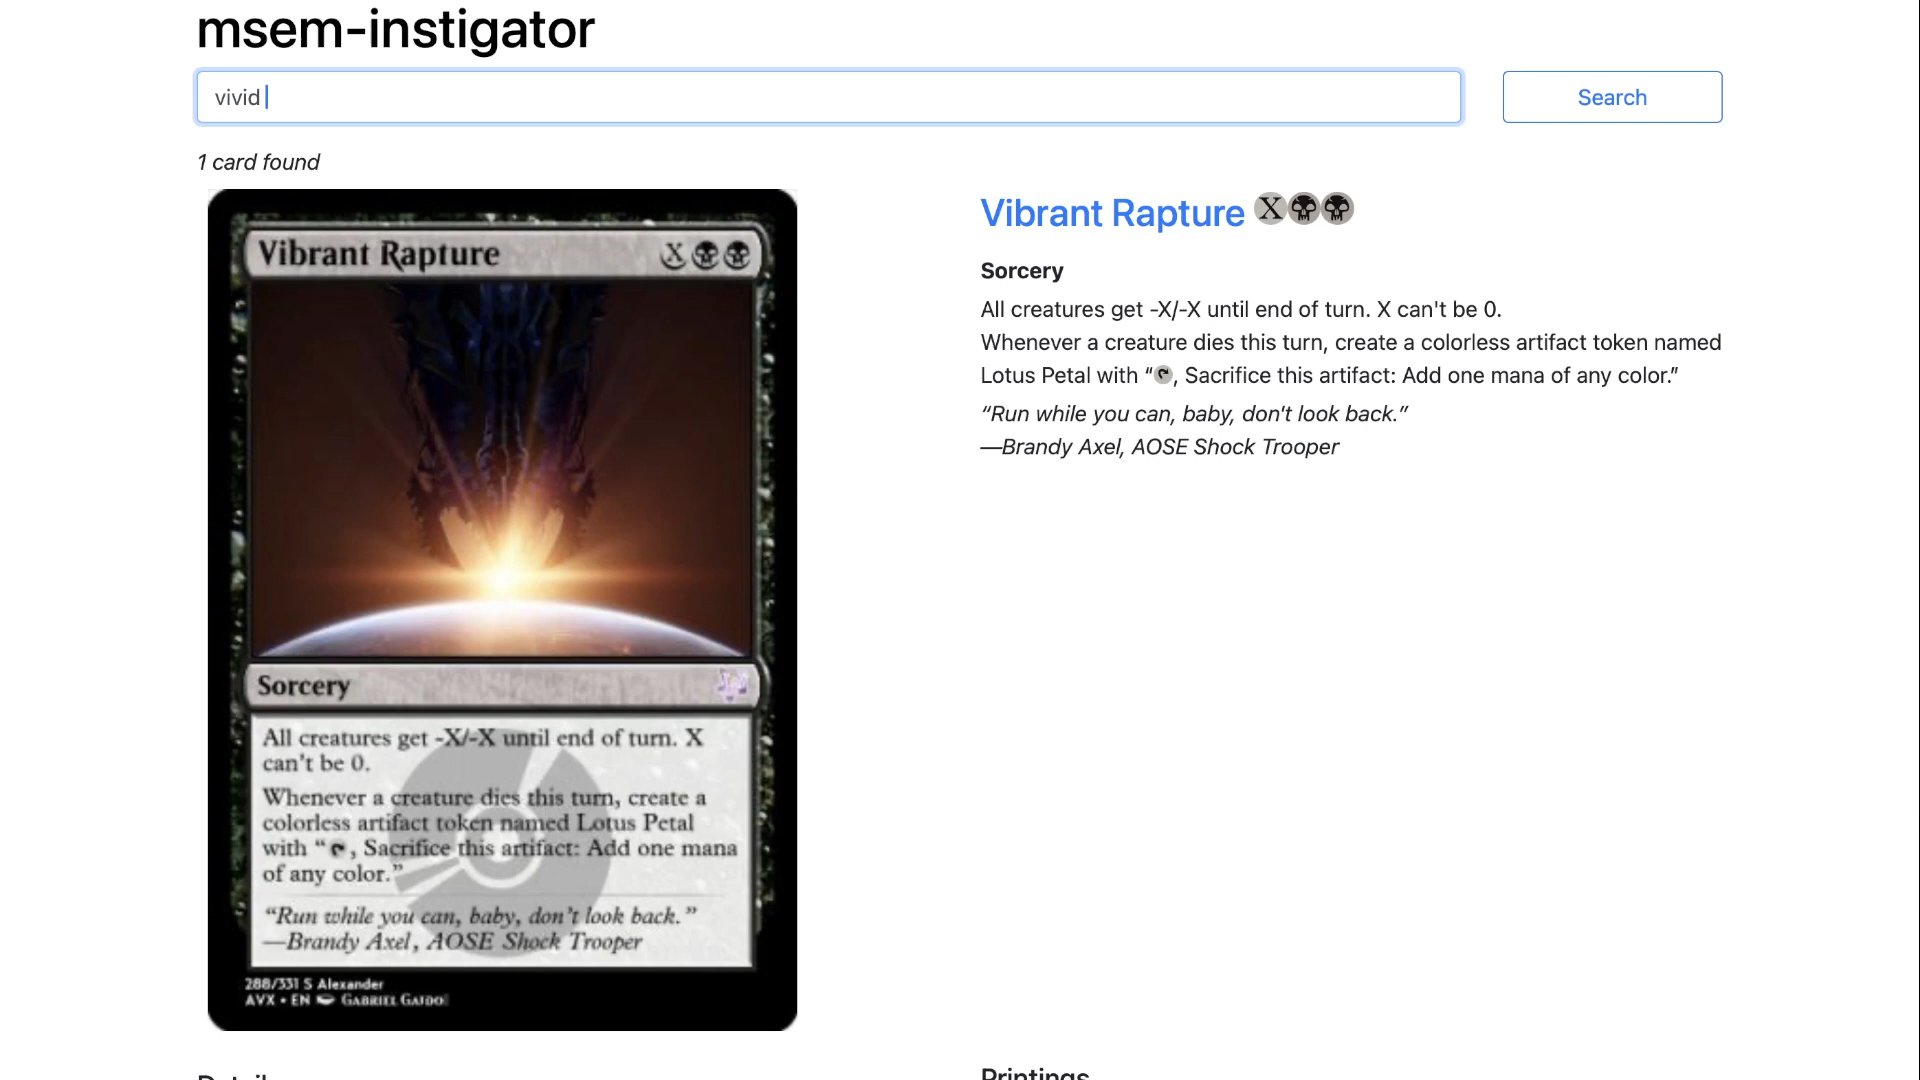 msem-instigator
vivid
Search
1 card found
Vibrant Rapture X
Sorcery
All creatures get -X/-X until end of turn. X
can't be 0.
Whenever a creature dies this turn, create a
colorless artifact token named Lotus Petal
with “ , Sacrifice this artifact: Add one mana
of any color.”
“Run while you can, baby, don't look back.”
—Brandy Axel, AOSE Shock Trooper
288/331 S Alexander
AVX • EN Gabriel Gajdoš
Vibrant Rapture X
Sorcery
All creatures get -X/-X until end of turn. X can't be 0.
Whenever a creature dies this turn, create a colorless artifact token named
Lotus Petal with “ , Sacrifice this artifact: Add one mana of any color.”
“Run while you can, baby, don't look back.”
—Brandy Axel, AOSE Shock Trooper
Printings